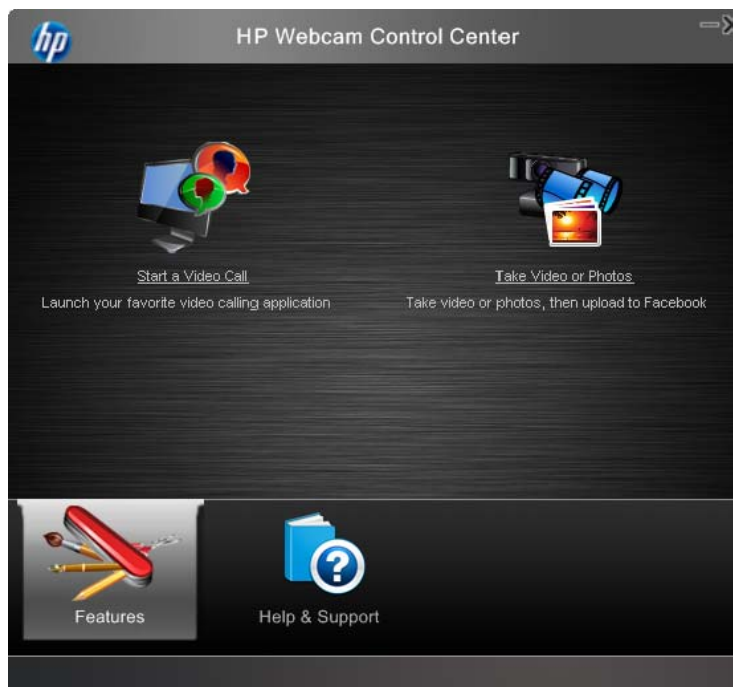 hp
HP Webcam Control Center
Start a Video Call
Launch your favorite video calling application
Take Video or Photos
Take video or photos, then upload to Facebook
Features
?
Help & Support